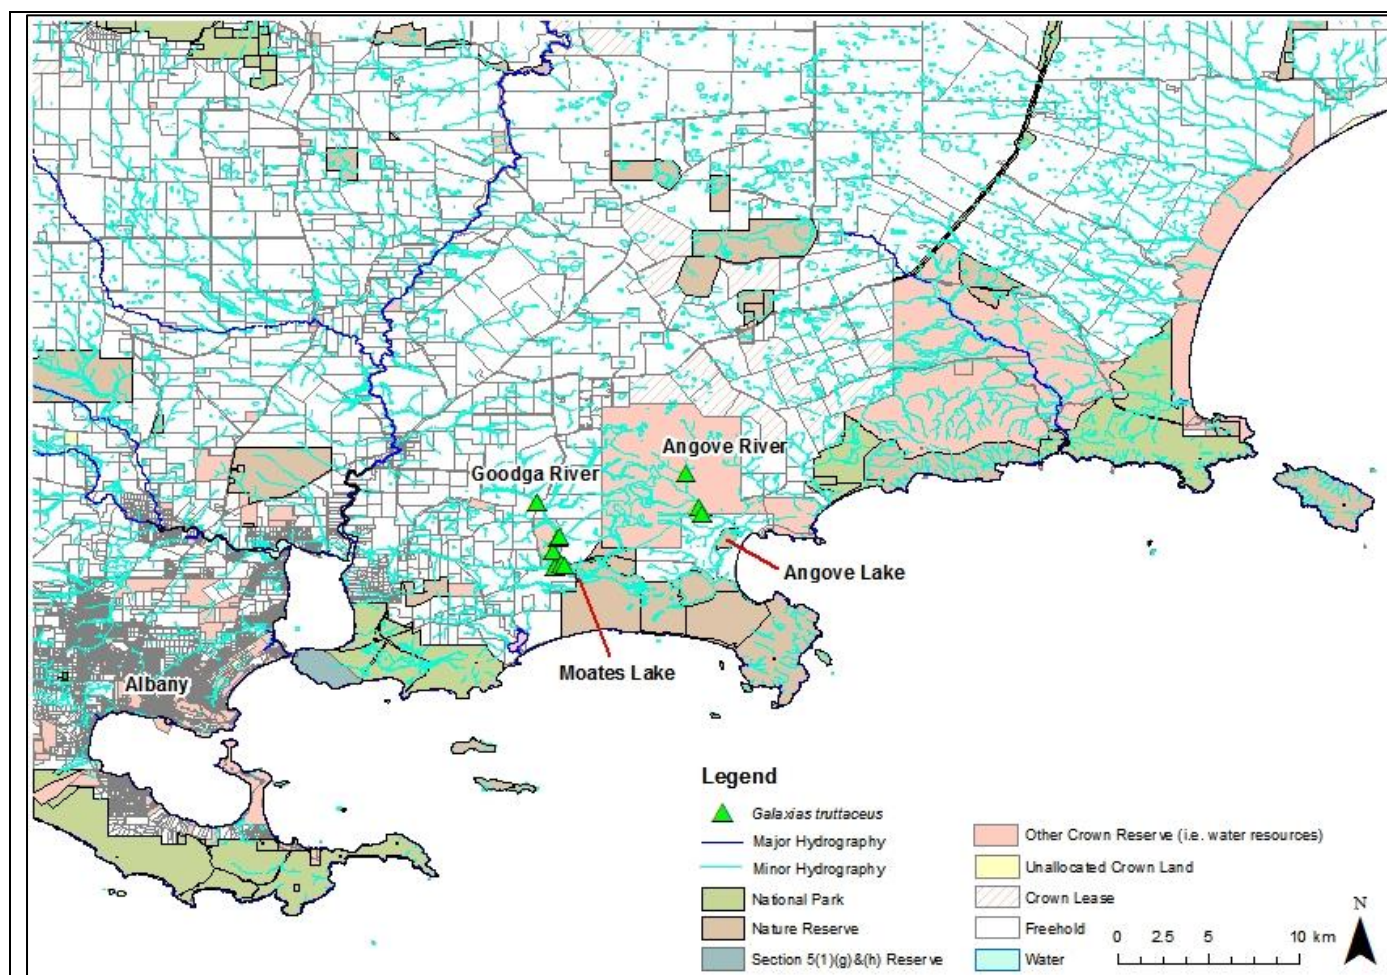 Angove River
Goodga River
Angove Lake
Moates Lake
Albany
Legend
Galaxias truttaceus
Major Hydrography
Minor Hydrography
National Park
Nature Reserve
Section 5(1)(g)&(h) Reserve
Other Crown Reserve (i.e. water resources)
Unallocated Crown Land
Crown Lease
Freehold
Water
N
0 2.5 5 10 km